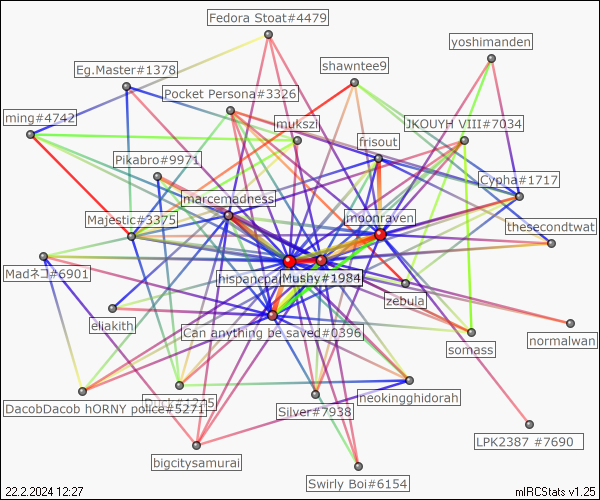 Fedora Stoat#4479
yoshimanden
shawntee9
Eg.Master#1378
Pocket Persona#3326
ming#4742
mukszi
JKOUYH VIII#7034
frisout
Pikabro#9971
Cypha#1717
marcemadness
Majestic#3375
moonraven
thesecondtwat
Madネコ#6901
hispancpa
Mushy#1984
zebula
eliakith
Can anything be saved#0396
normalwan
somass
DacobDacob hORNY police#5271
neokingghidorah
Silver#7938
LPK2387 #7690
bigcitysamurai
Swirly Boi#6154
22.2.2024 12:27
mIRCStats v1.25